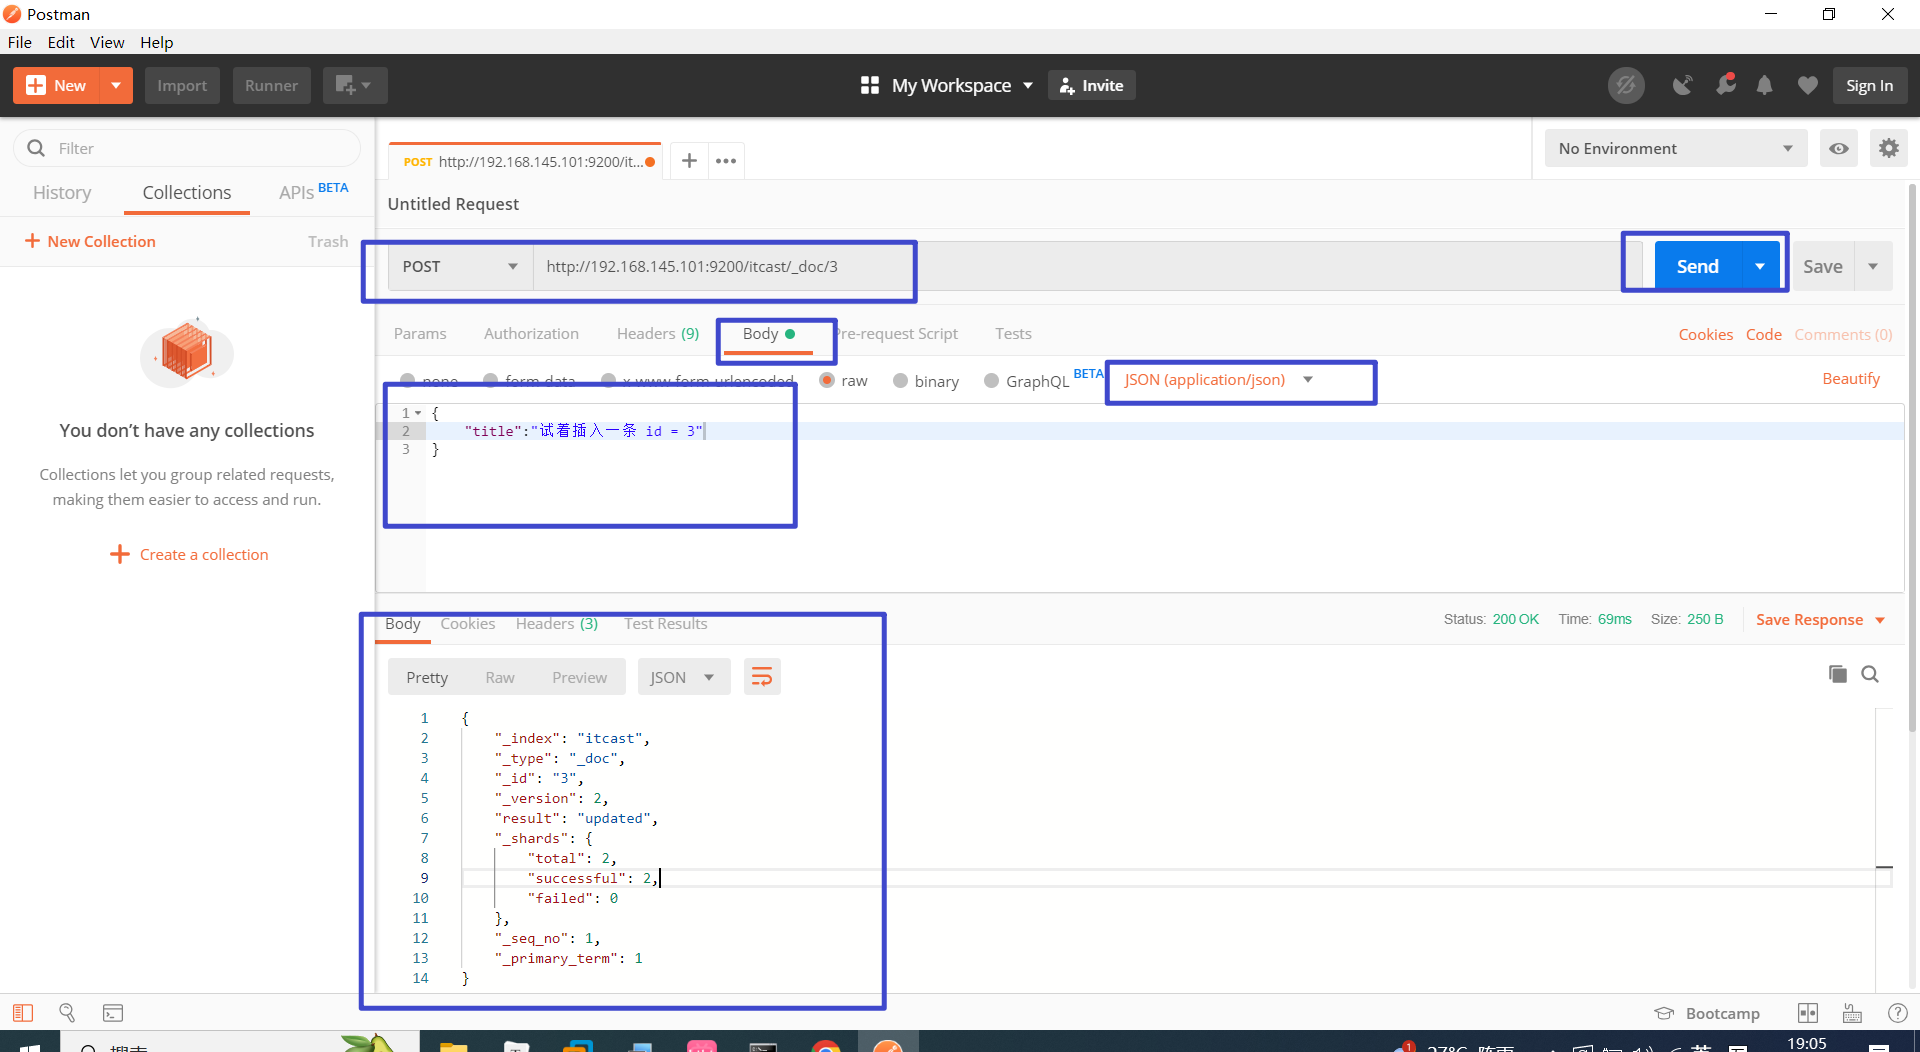 Postman
File Edit View Help
New Import Runner My Workspace Invite Sign In
Filter
History Collections APIs BETA
New Collection Trash
You don't have any collections
Collections let you group related requests,
making them easier to access and run.
Create a collection
POST http://192.168.145.101:9200/it... No Environment
Untitled Request
POST http://192.168.145.101:9200/itcast/_doc/3 Send Save
Params Authorization Headers (9) Body Pre-request Script Tests Cookies Code Comments (0)
none form-data x-www-form-urlencoded raw binary GraphQL BETA JSON (application/json) Beautify
1 {
2 "title":"试着插入一条 id = 3"
3 }
Body Cookies Headers (3) Test Results Status: 200 OK Time: 69ms Size: 250 B Save Response
Pretty Raw Preview JSON
1 {
2 "_index": "itcast",
3 "_type": "_doc",
4 "_id": "3",
5 "_version": 2,
6 "result": "updated",
7 "_shards": {
8 "total": 2,
9 "successful": 2,
10 "failed": 0
11 },
12 "_seq_no": 1,
13 "_primary_term": 1
14 }
Bootcamp
搜索 1 27°C 阵雨 英 19:05